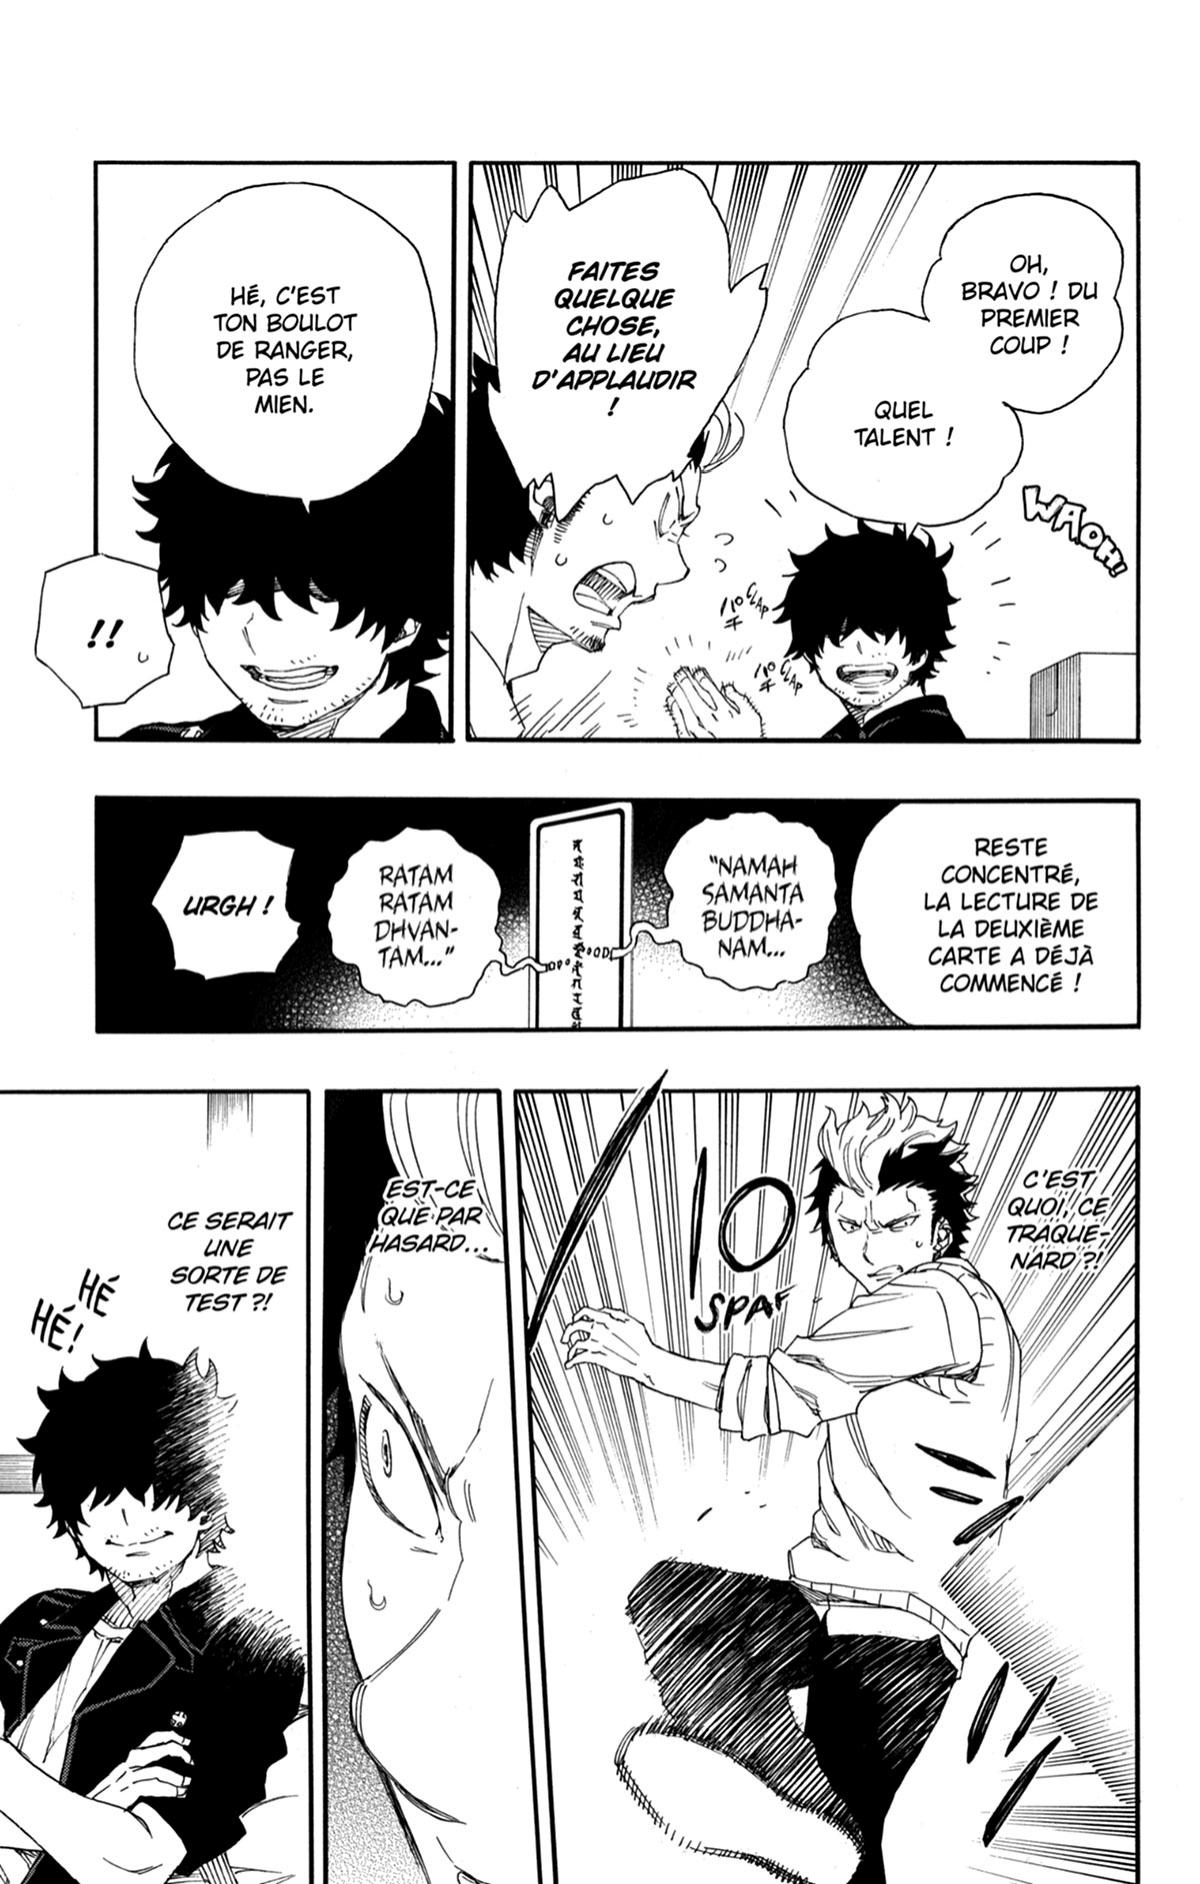 OH,
BRAVO ! DU
PREMIER
COUP !
QUEL
TALENT !
WAOH!
FAITES
QUELQUE
CHOSE,
AU LIEU
D'APPLAUDIR
!
CLAP
CLAP
HÉ, C'EST
TON BOULOT
DE RANGER,
PAS LE
MIEN.
!!
RESTE
CONCENTRÉ,
LA LECTURE DE
LA DEUXIÈME
CARTE A DÉJÀ
COMMENCÉ !
"NAMAH
SAMANTA
BUDDHA-
NAM...
RATAM
RATAM
DHVAN-
TAM..."
URGH !
C'EST
QUOI, CE
TRAQUE-
NARD ?!
SPAF
EST-CE
QUE PAR
HASARD...
CE SERAIT
UNE
SORTE DE
TEST ?!
HÉ
HÉ!